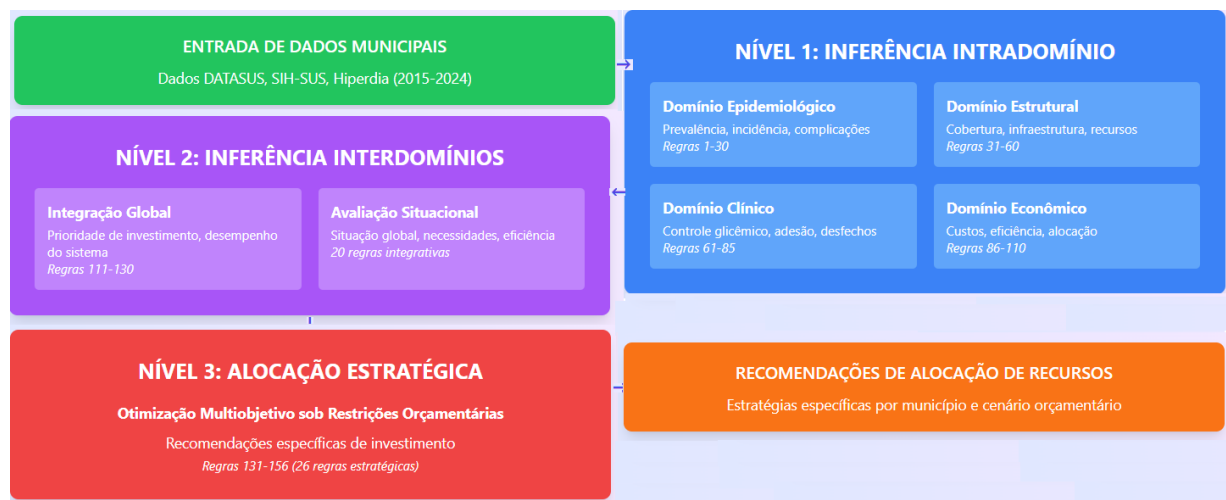 ENTRADA DE DADOS MUNICIPAIS
Dados DATASUS, SIH-SUS, Hiperdia (2015-2024)
NÍVEL 1: INFERÊNCIA INTRADOMÍNIO
Domínio Epidemiológico
Prevalência, incidência, complicações
Regras 1-30
Domínio Estrutural
Cobertura, infraestrutura, recursos
Regras 31-60
Domínio Clínico
Controle glicêmico, adesão, desfechos
Regras 61-85
Domínio Econômico
Custos, eficiência, alocação
Regras 86-110
NÍVEL 2: INFERÊNCIA INTERDOMÍNIOS
Integração Global
Prioridade de investimento, desempenho
do sistema
Regras 111-130
Avaliação Situacional
Situação global, necessidades, eficiência
20 regras integrativas
NÍVEL 3: ALOCAÇÃO ESTRATÉGICA
Otimização Multiobjetivo sob Restrições Orçamentárias
Recomendações específicas de investimento
Regras 131-156 (26 regras estratégicas)
RECOMENDAÇÕES DE ALOCAÇÃO DE RECURSOS
Estratégias específicas por município e cenário orçamentário